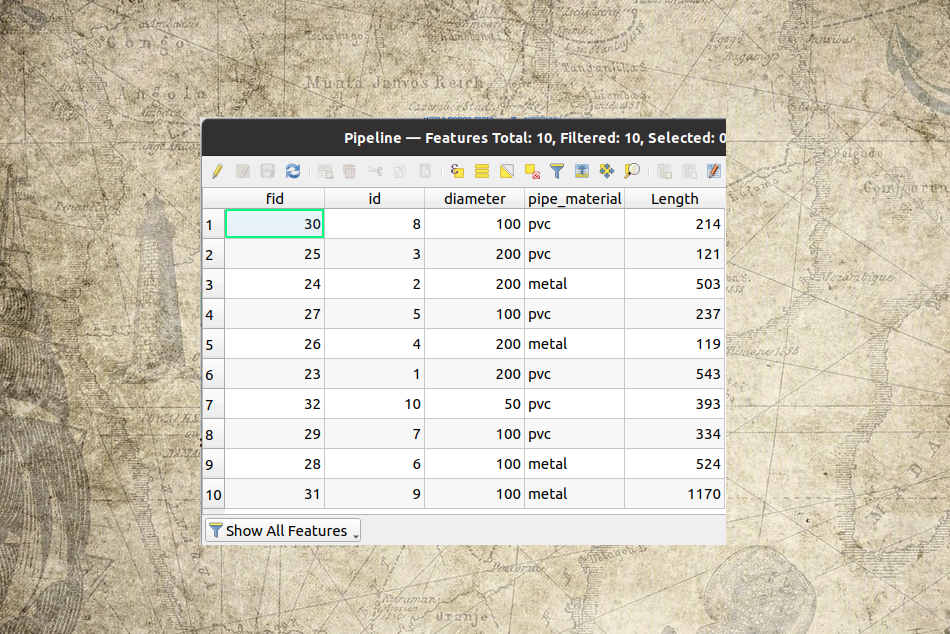 Congo
Angola
Muata Jamvos Reich
Pipeline — Features Total: 10, Filtered: 10, Selected: 0
fid id diameter pipe_material Length
1 30 8 100 pvc 214
2 25 3 200 pvc 121
3 24 2 200 metal 503
4 27 5 100 pvc 237
5 26 4 200 metal 119
6 23 1 200 pvc 543
7 32 10 50 pvc 393
8 29 7 100 pvc 334
9 28 6 100 metal 524
10 31 9 100 metal 1170
Show All Features